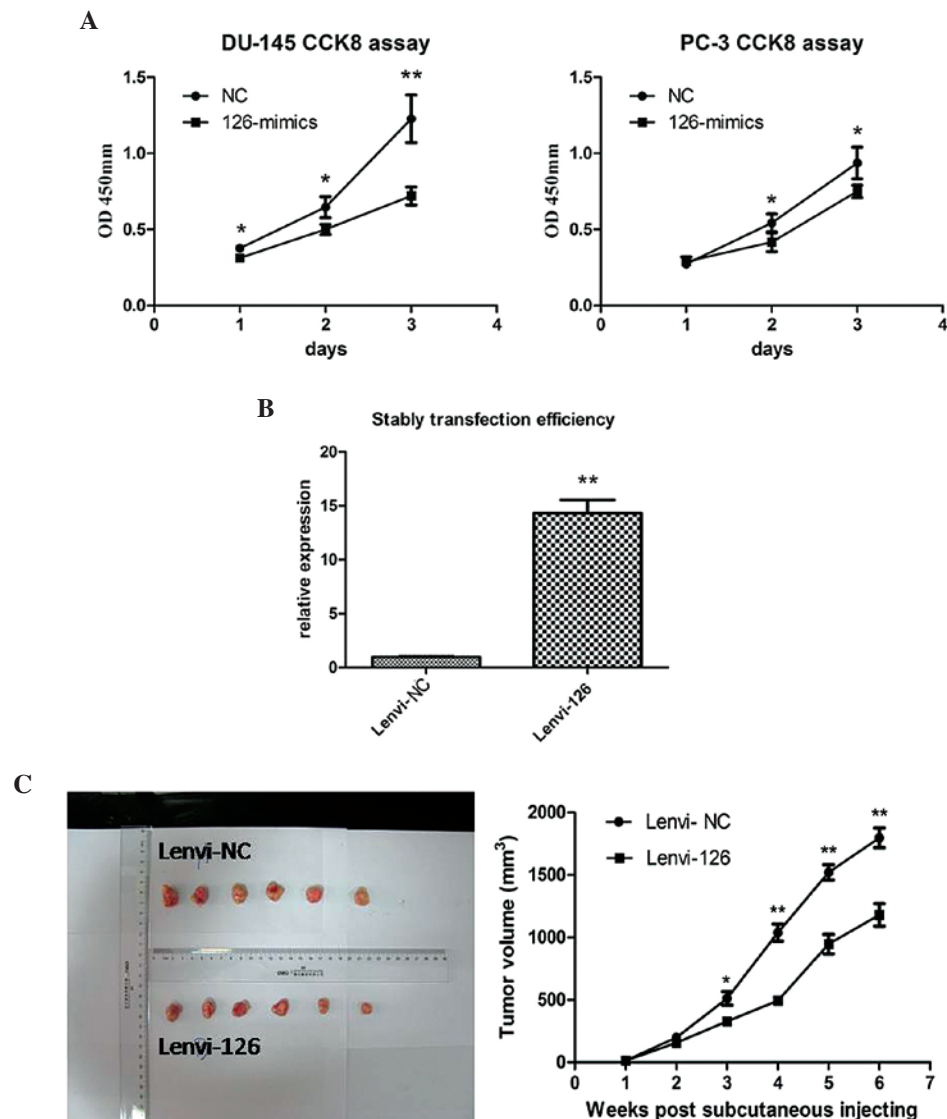 A
DU-145 CCK8 assay
1.5
1.0
0.5
0.0
OD 450mm
NC
126-mimics
*
*
**
0
1
2
3
4
days
PC-3 CCK8 assay
1.5
1.0
0.5
0.0
OD 450mm
NC
126-mimics
*
*
0
1
2
3
4
days
B
Stably transfection efficiency
20
15
10
5
0
relative expression
**
Lenvi-NC
Lenvi-126
C
Lenvi-NC
Lenvi-126
2000
1500
1000
500
0
Tumor volume (mm³)
Lenvi- NC
Lenvi-126
*
**
**
**
0
1
2
3
4
5
6
7
Weeks post subcutaneous injecting